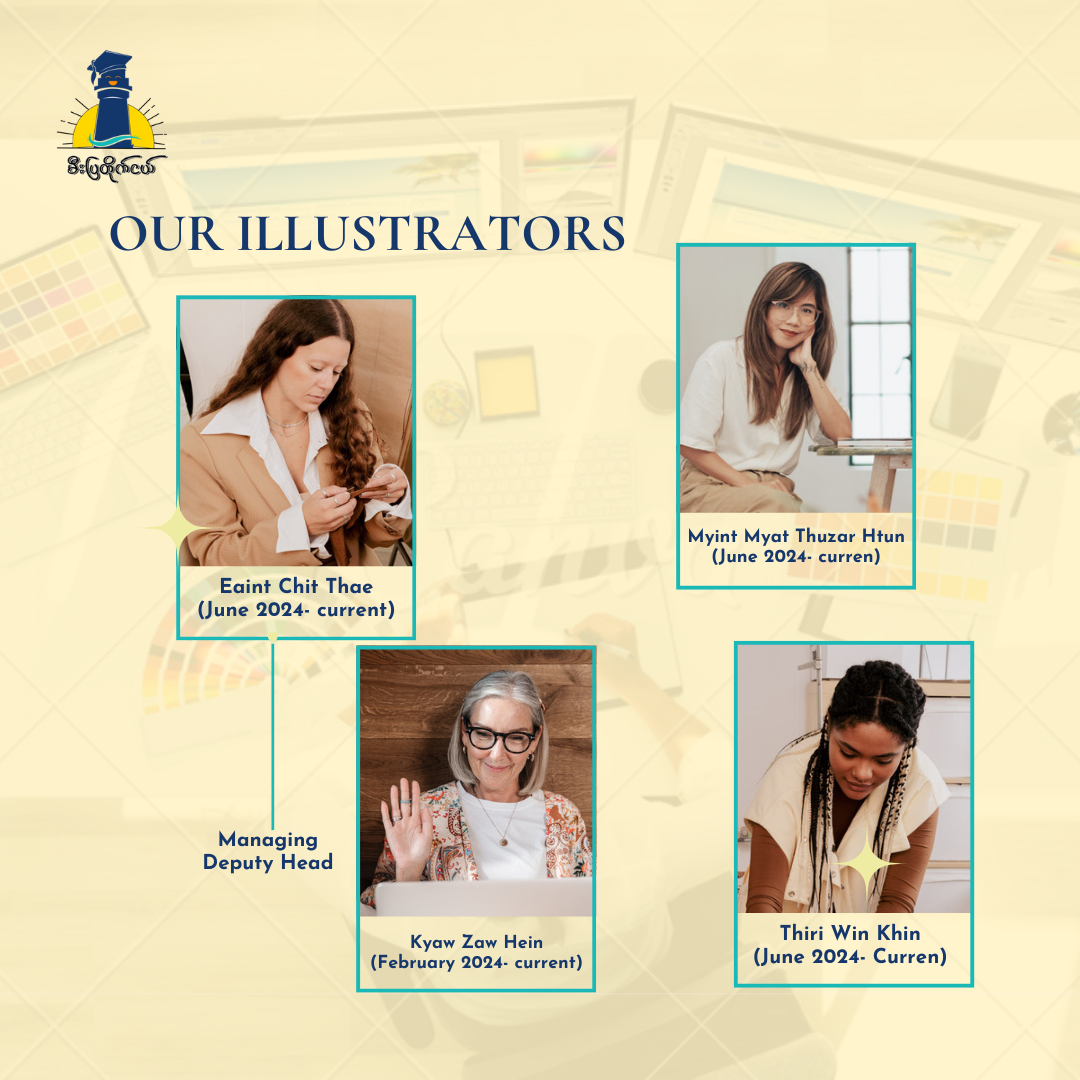 မီးပြတိုက်ငယ်
OUR ILLUSTRATORS
Eaint Chit Thae
(June 2024- current)
Myint Myat Thuzar Htun
(June 2024- curren)
Managing
Deputy Head
Kyaw Zaw Hein
(February 2024- current)
Thiri Win Khin
(June 2024- Curren)